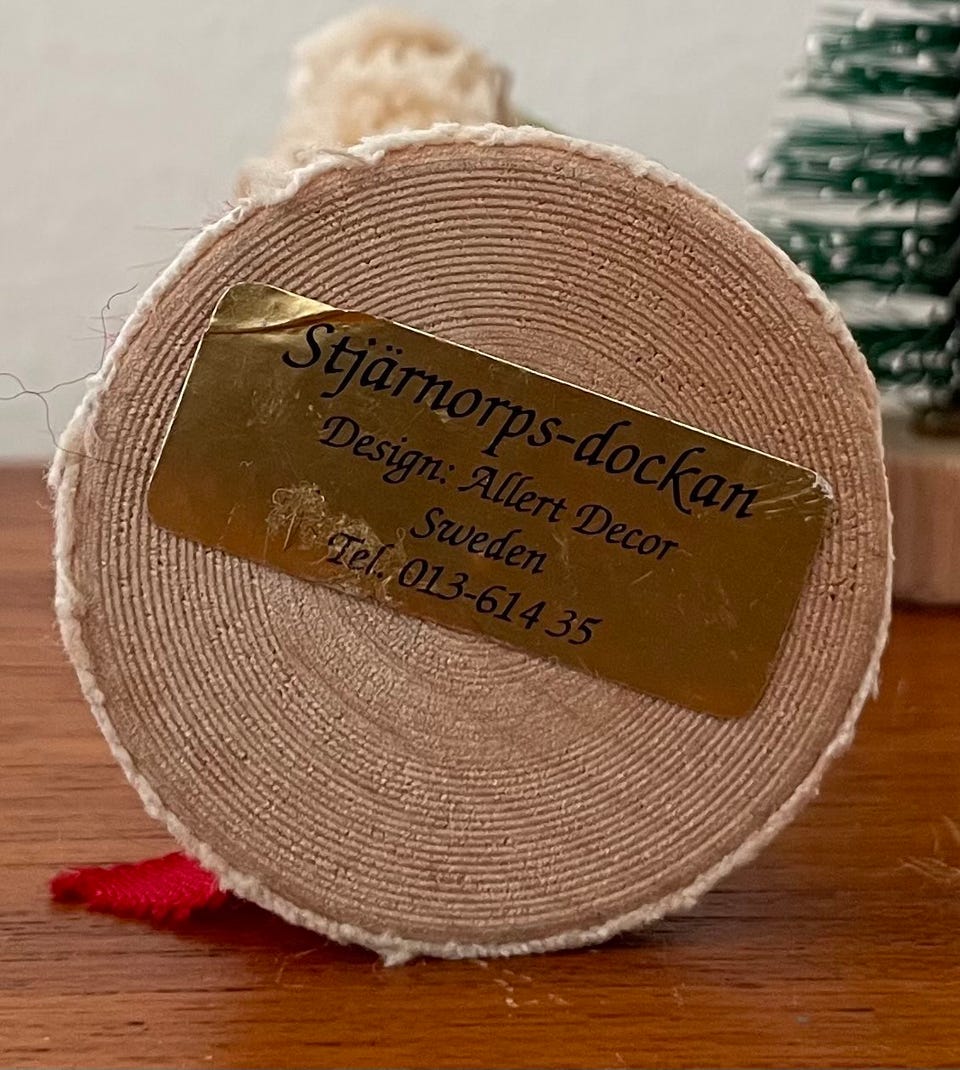 Stjärnorps-dockan
Design: Allert Decor
Sweden
Tel. 013-614 35